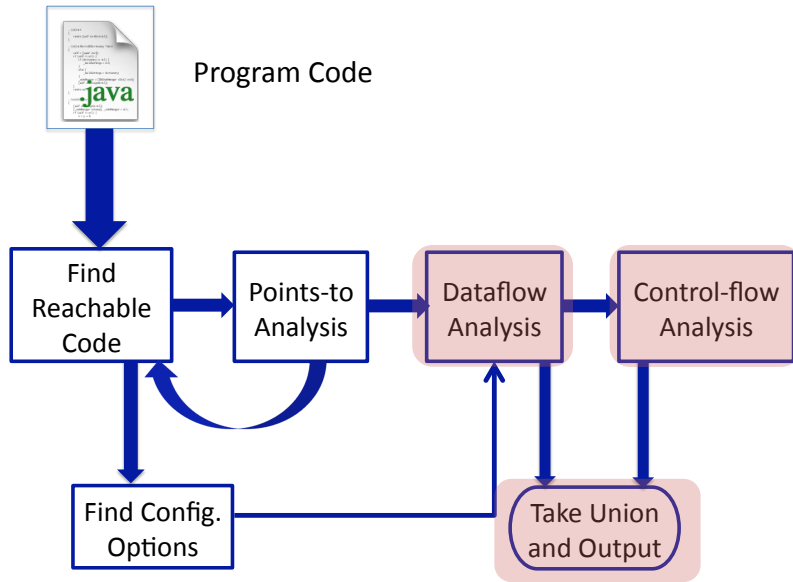 .java
Program Code
Find
Reachable
Code
Points-to
Analysis
Dataflow
Analysis
Control-flow
Analysis
Find Config.
Options
Take Union
and Output